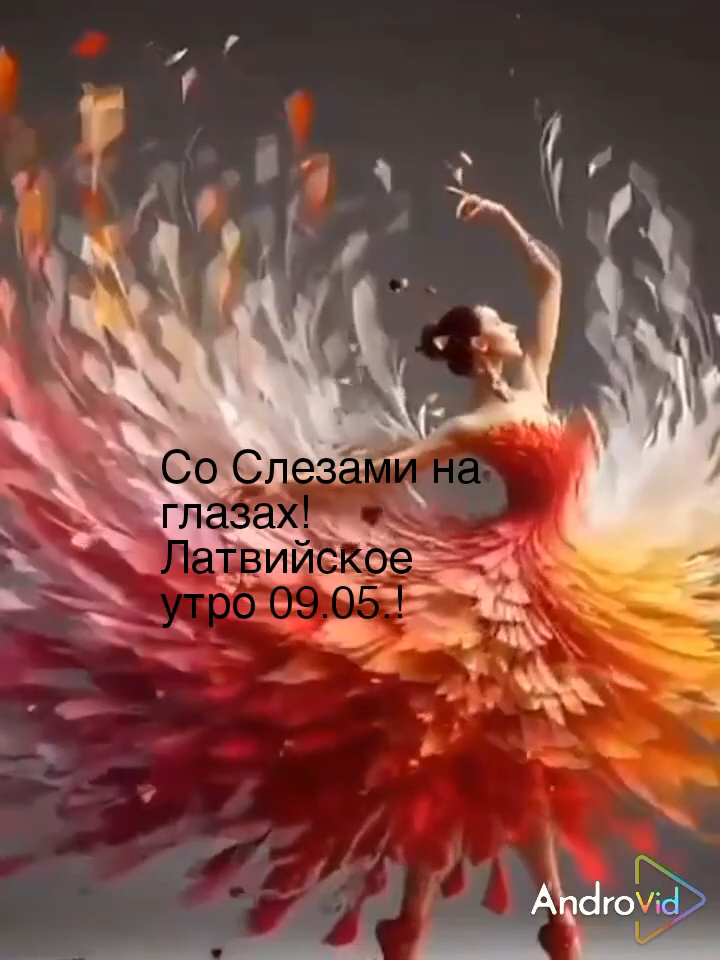 Со Слезами на
глазах!
Латвийское
утро 09.05.!
AndroVid